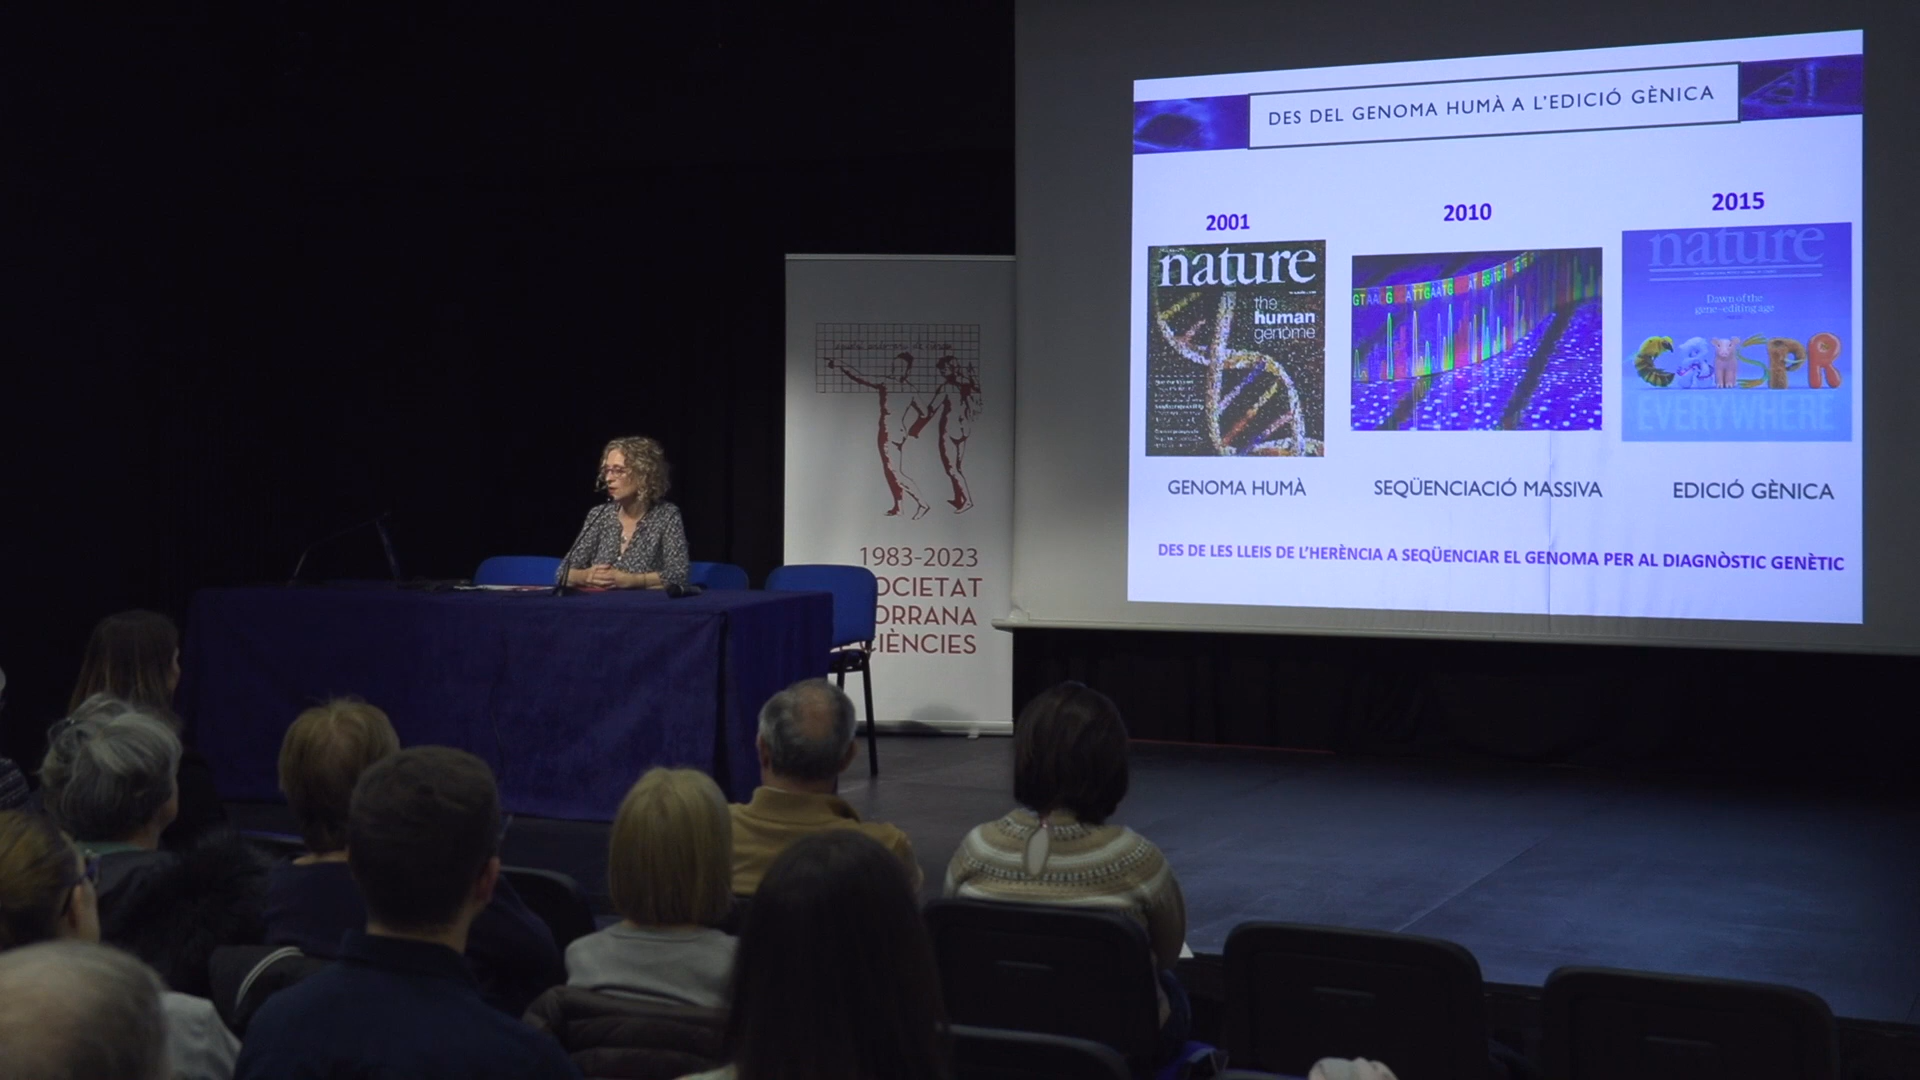 DES DEL GENOMA HUMÀ A L'EDICIÓ GÈNICA
2001
2010
2015
nature
the
human
genome
GTAA G ATTGAATG
nature
Dawn of the
gene-editing age
CRISPR
EVERYWHERE
GENOMA HUMÀ
SEQÜENCIACIÓ MASSIVA
EDICIÓ GÈNICA
DES DE LES LLEIS DE L'HERÈNCIA A SEQÜENCIAR EL GENOMA PER AL DIAGNÒSTIC GENÈTIC
1983-2023
OCIETAT
ORRANA
CIÈNCIES